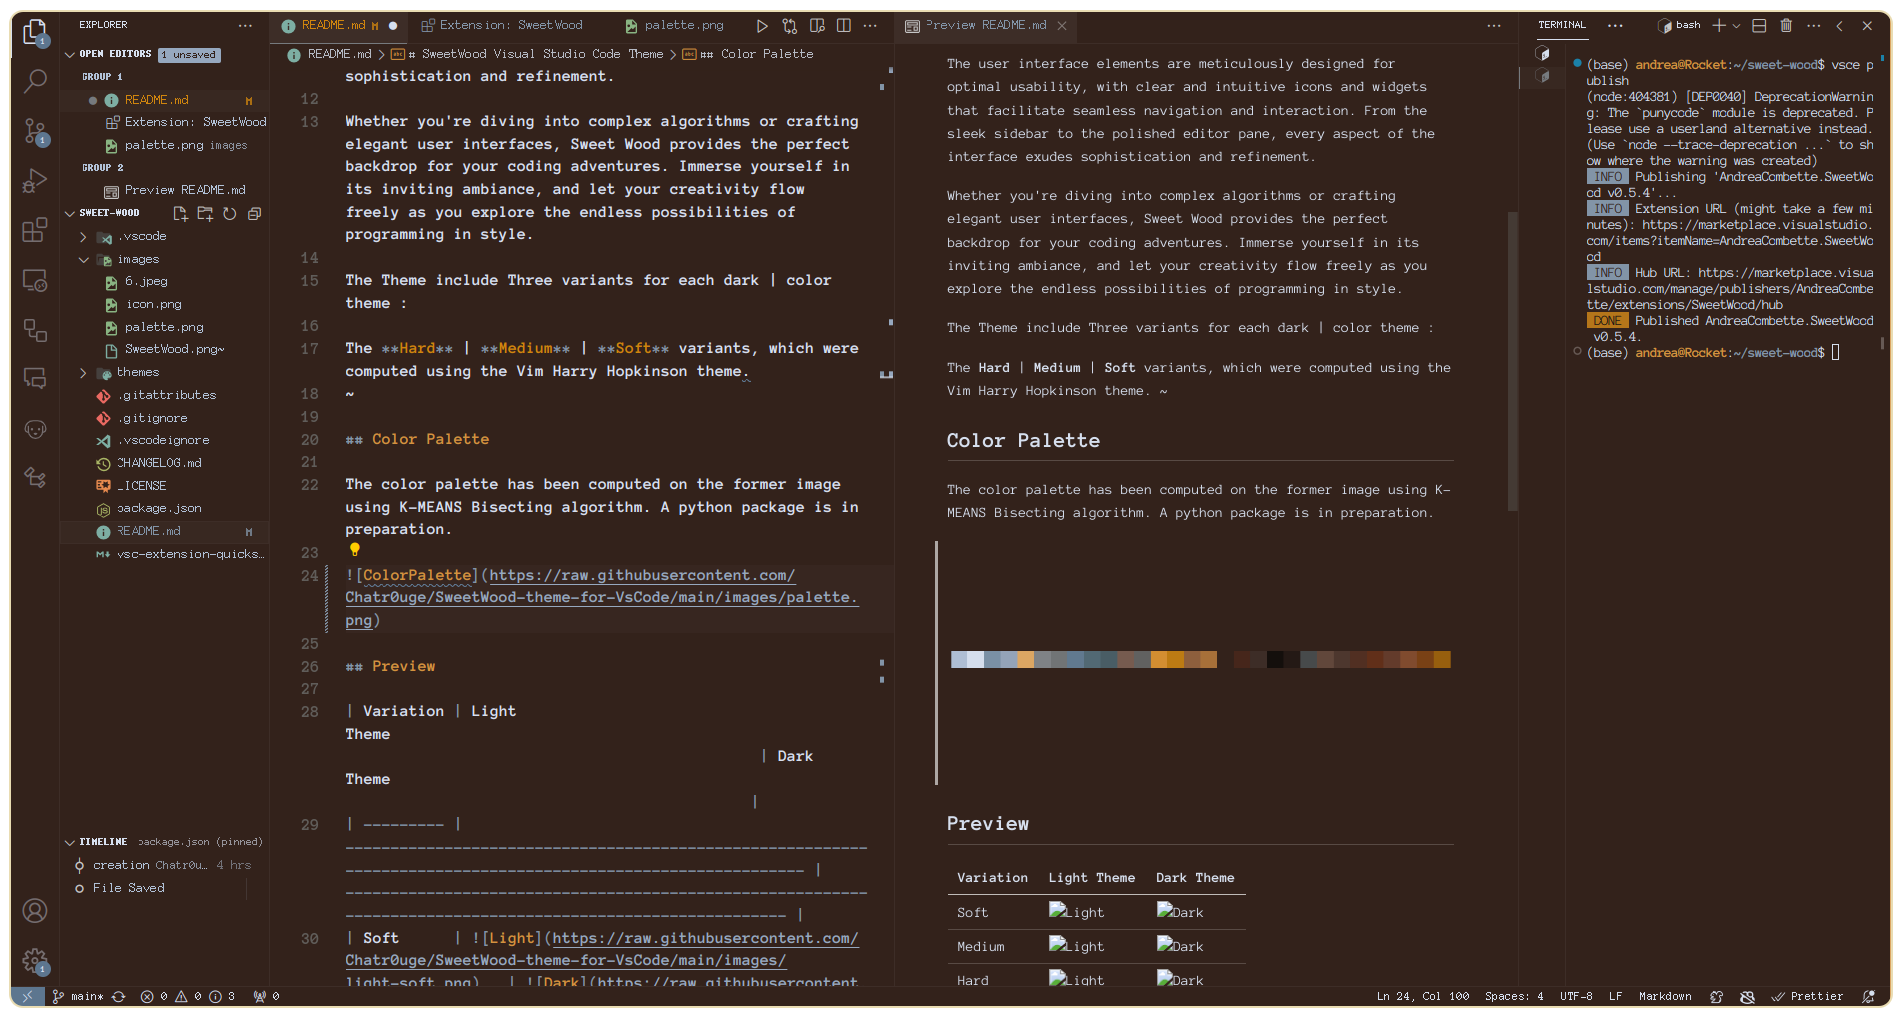 EXPLORER
OPEN EDITORS 1 unsaved
GROUP 1
README.md M
Extension: SweetWood
palette.png images
GROUP 2
Preview README.md
SWEET-WOOD
.vscode
images
6.jpeg
icon.png
palette.png
SweetWood.png~
themes
.gitattributes
.gitignore
.vscodeignore
CHANGELOG.md
LICENSE
package.json
README.md M
vsc-extension-quicks…
TIMELINE package.json (pinned)
creation Chatr0u… 4 hrs
File Saved
README.md M
Extension: SweetWood
palette.png
README.md > # SweetWood Visual Studio Code Theme > ## Color Palette
sophistication and refinement.
12
13 Whether you're diving into complex algorithms or crafting
elegant user interfaces, Sweet Wood provides the perfect
backdrop for your coding adventures. Immerse yourself in
its inviting ambiance, and let your creativity flow
freely as you explore the endless possibilities of
programming in style.
14
15 The Theme include Three variants for each dark | color
theme :
16
17 The **Hard** | **Medium** | **Soft** variants, which were
computed using the Vim Harry Hopkinson theme.
18 ~
19
20 ## Color Palette
21
22 The color palette has been computed on the former image
using K-MEANS Bisecting algorithm. A python package is in
preparation.
23
24 ![ColorPalette](https://raw.githubusercontent.com/
Chatr0uge/SweetWood-theme-for-VsCode/main/images/palette.
png)
25
26 ## Preview
27
28 | Variation | Light
Theme
| Dark
Theme
|
29 | --------- |
----------------------------------------------------------
--------------------------------------------------- |
----------------------------------------------------------
------------------------------------------------- |
30 | Soft | ![Light](https://raw.githubusercontent.com/
Chatr0uge/SweetWood-theme-for-VsCode/main/images/
light-soft.png) | ![Dark](https://raw.githubusercontent.com
Preview README.md
The user interface elements are meticulously designed for
optimal usability, with clear and intuitive icons and widgets
that facilitate seamless navigation and interaction. From the
sleek sidebar to the polished editor pane, every aspect of the
interface exudes sophistication and refinement.
Whether you're diving into complex algorithms or crafting
elegant user interfaces, Sweet Wood provides the perfect
backdrop for your coding adventures. Immerse yourself in its
inviting ambiance, and let your creativity flow freely as you
explore the endless possibilities of programming in style.
The Theme include Three variants for each dark | color theme :
The Hard | Medium | Soft variants, which were computed using the
Vim Harry Hopkinson theme. ~
Color Palette
The color palette has been computed on the former image using K-
MEANS Bisecting algorithm. A python package is in preparation.
Preview
Variation Light Theme Dark Theme
Soft Light Dark
Medium Light Dark
Hard Light Dark
TERMINAL
bash
(base) andrea@Rocket:~/sweet-wood$ vsce p
ublish
(node:404381) [DEP0040] DeprecationWarnin
g: The `punycode` module is deprecated. P
lease use a userland alternative instead.
(Use `node --trace-deprecation ...` to sh
ow where the warning was created)
INFO Publishing 'AndreaCombette.SweetWo
od v0.5.4'...
INFO Extension URL (might take a few mi
nutes): https://marketplace.visualstudio.
com/items?itemName=AndreaCombette.SweetWo
od
INFO Hub URL: https://marketplace.visua
lstudio.com/manage/publishers/AndreaCombe
tte/extensions/SweetWood/hub
DONE Published AndreaCombette.SweetWood
v0.5.4.
(base) andrea@Rocket:~/sweet-wood$
main* 0 0 3 0
Ln 24, Col 100 Spaces: 4 UTF-8 LF Markdown Prettier